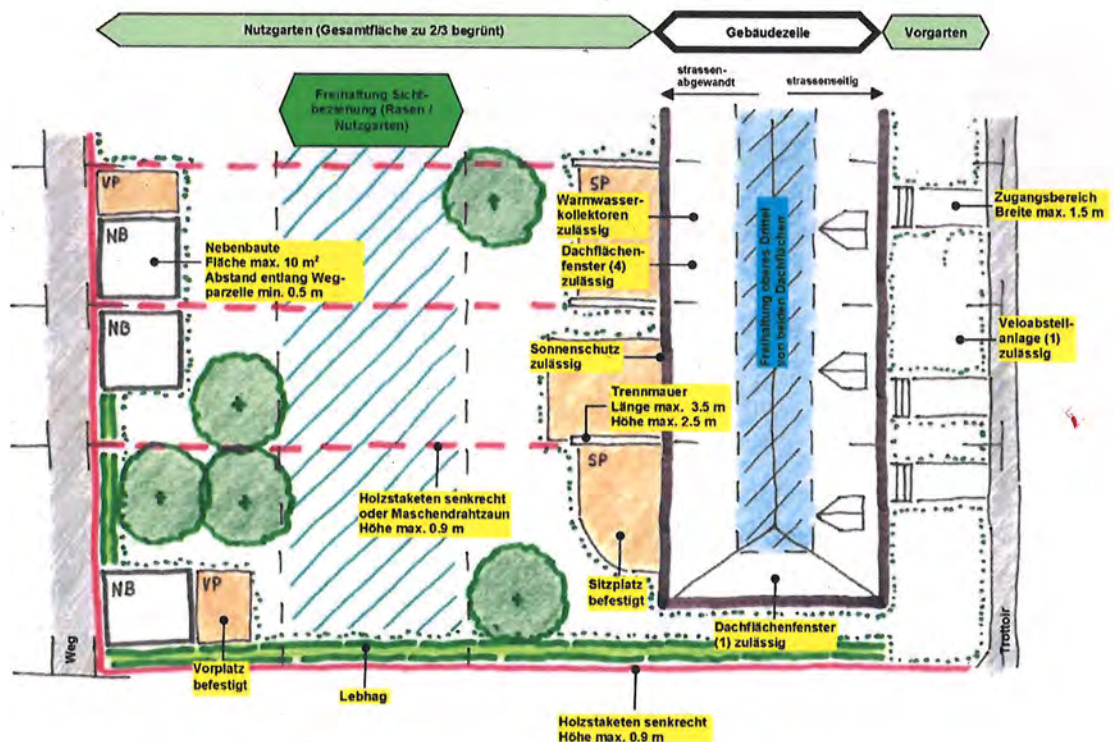 Nutzgarten (Gesamtfläche zu 2/3 begrünt)
Gebäudezeile
Vorgarten
strassen-
abgewandt
strassenseitig
Freihaltung Sicht-
beziehung (Rasen /
Nutzgarten)
VP
NB
Nebenbaute
Fläche max. 10 m²
Abstand entlang Weg-
parzelle min. 0.5 m
NB
SP
Warmwasser-
kollektoren
zulässig
Dachflächen-
fenster (4)
zulässig
Freihaltung oberes Drittel
von beiden Dachflächen
Zugangsbereich
Breite max. 1.5 m
Veloabstell-
anlage (1)
zulässig
Sonnenschutz
zulässig
Trennmauer
Länge max. 3.5 m
Höhe max. 2.5 m
SP
Holzstaketen senkrecht
oder Maschendrahtzaun
Höhe max. 0.9 m
NB
VP
Sitzplatz
befestigt
Dachflächenfenster
(1) zulässig
Weg
Trottoir
Vorplatz
befestigt
Lebhag
Holzstaketen senkrecht
Höhe max. 0.9 m